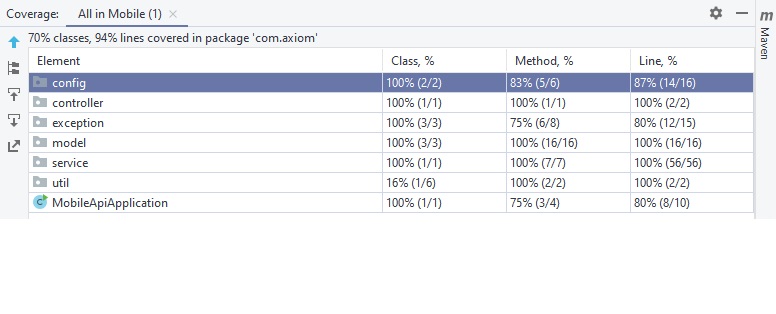 Coverage: All in Mobile (1)
70% classes, 94% lines covered in package 'com.axiom'
Element Class, % Method, % Line, %
config 100% (2/2) 83% (5/6) 87% (14/16)
controller 100% (1/1) 100% (1/1) 100% (2/2)
exception 100% (3/3) 75% (6/8) 80% (12/15)
model 100% (3/3) 100% (16/16) 100% (16/16)
service 100% (1/1) 100% (7/7) 100% (56/56)
util 16% (1/6) 100% (2/2) 100% (2/2)
MobileApiApplication 100% (1/1) 75% (3/4) 80% (8/10)
m
Maven